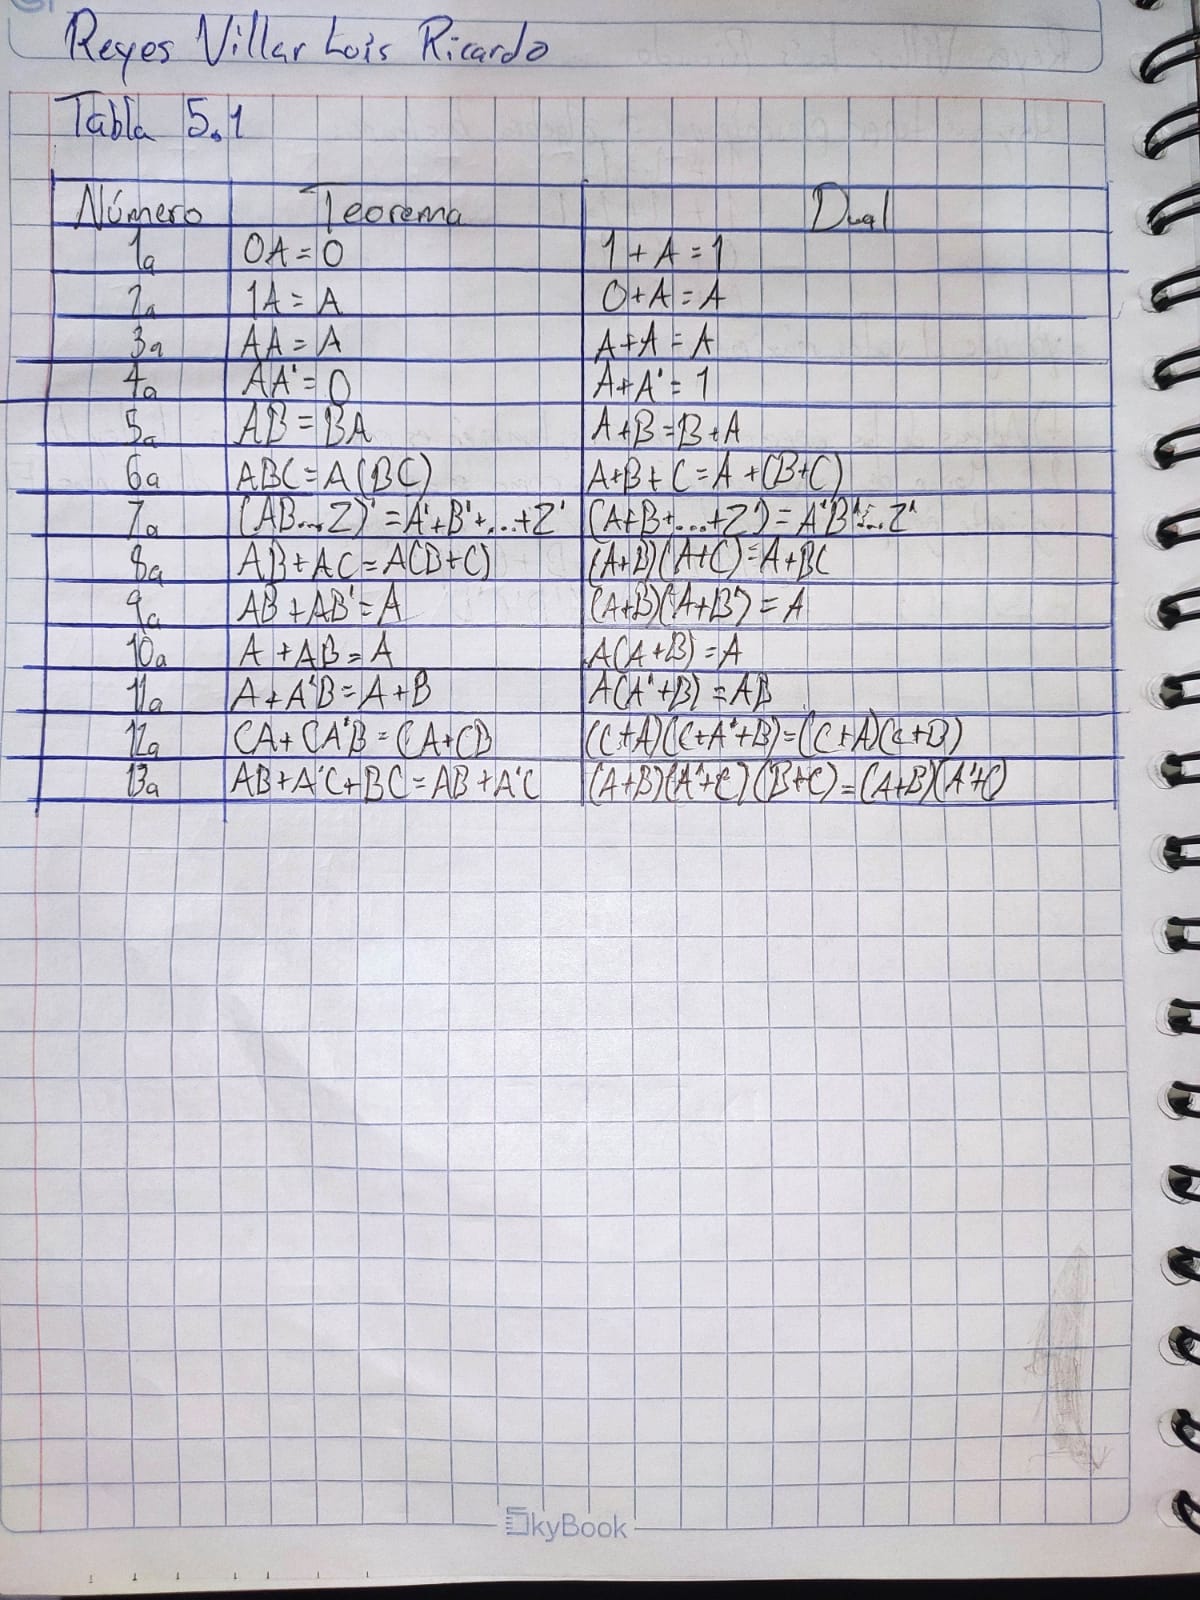 Reyes Villar Luis Ricardo
Tabla 5.1
Número Teorema Dual
1a 0A = 0 1 + A = 1
2a 1A = A 0+A = A
3a AA = A A+A = A
4a AA' = 0 A+A' = 1
5a AB = BA A+B = B+A
6a ABC = A(BC) A+B+C = A+(B+C)
7a (AB...Z)' = A'+B'+...+Z' (A+B+...+Z') = A'B'...Z'
8a AB+AC = A(B+C) (A+B)(A+C) = A+BC
9a AB+AB' = A (A+B)(A+B') = A
10a A+AB = A A(A+B) = A
11a A+A'B = A+B A(A'+B) = AB
12a CA+CA'B = CA+CB (C+A)(C+A'+B) = (C+A)(C+B)
13a AB+A'C+BC = AB+A'C (A+B)(A'+C)(B+C) = (A+B)(A'+C)
SkyBook